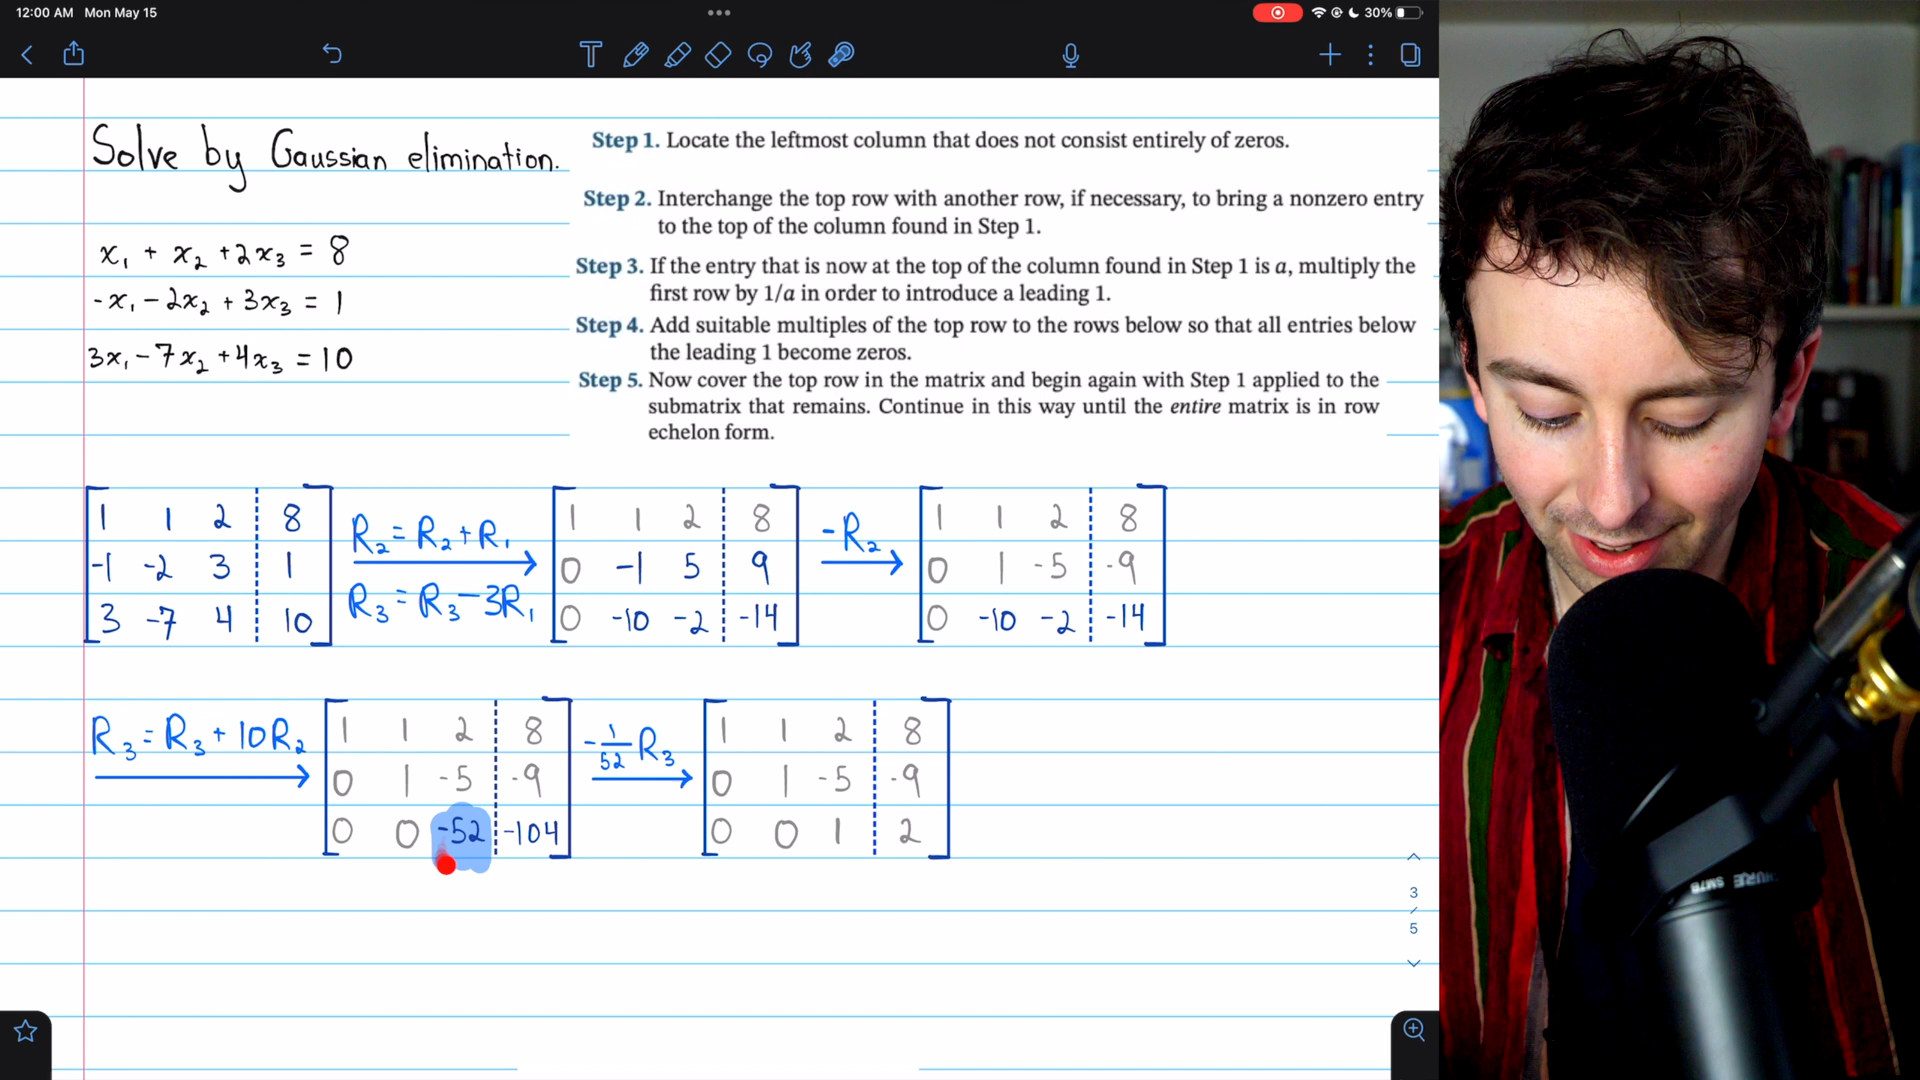 12:00 AM Mon May 15
30%
Solve by Gaussian elimination.
x₁ + x₂ + 2x₃ = 8
-x₁ - 2x₂ + 3x₃ = 1
3x₁ - 7x₂ + 4x₃ = 10
Step 1. Locate the leftmost column that does not consist entirely of zeros.
Step 2. Interchange the top row with another row, if necessary, to bring a nonzero entry
to the top of the column found in Step 1.
Step 3. If the entry that is now at the top of the column found in Step 1 is a, multiply the
first row by 1/a in order to introduce a leading 1.
Step 4. Add suitable multiples of the top row to the rows below so that all entries below
the leading 1 become zeros.
Step 5. Now cover the top row in the matrix and begin again with Step 1 applied to the
submatrix that remains. Continue in this way until the entire matrix is in row
echelon form.
1 1 2 8
-1 -2 3 1
3 -7 4 10
R₂ = R₂ + R₁
R₃ = R₃ - 3R₁
1 1 2 8
0 -1 5 9
0 -10 -2 -14
-R₂
1 1 2 8
0 1 -5 -9
0 -10 -2 -14
R₃ = R₃ + 10R₂
1 1 2 8
0 1 -5 -9
0 0 -52 -104
-1/52 R₃
1 1 2 8
0 1 -5 -9
0 0 1 2
3
/
5
SHURE SM7B